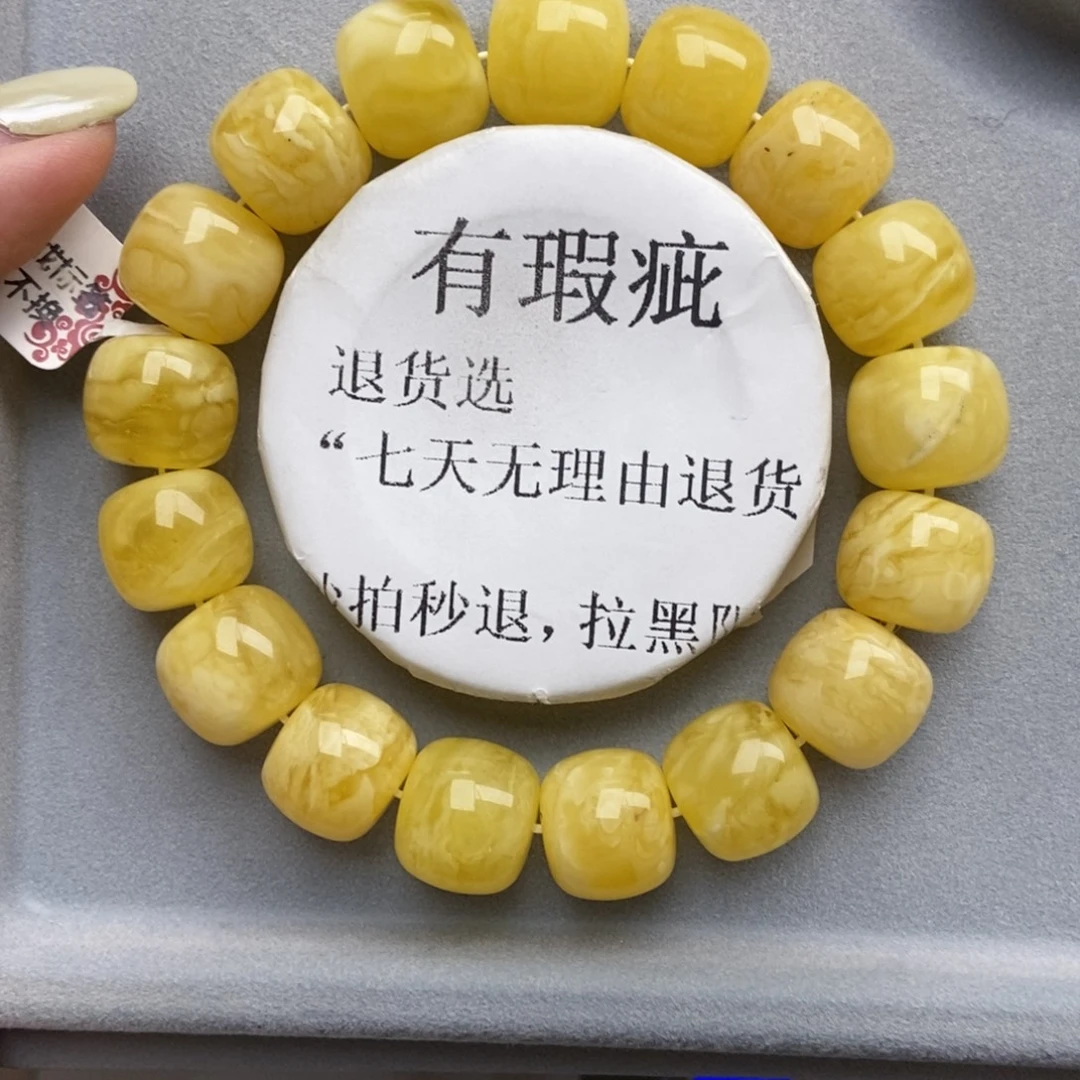 有瑕疵
退货选
“七天无理由退货
拍秒退，拉黑
不换